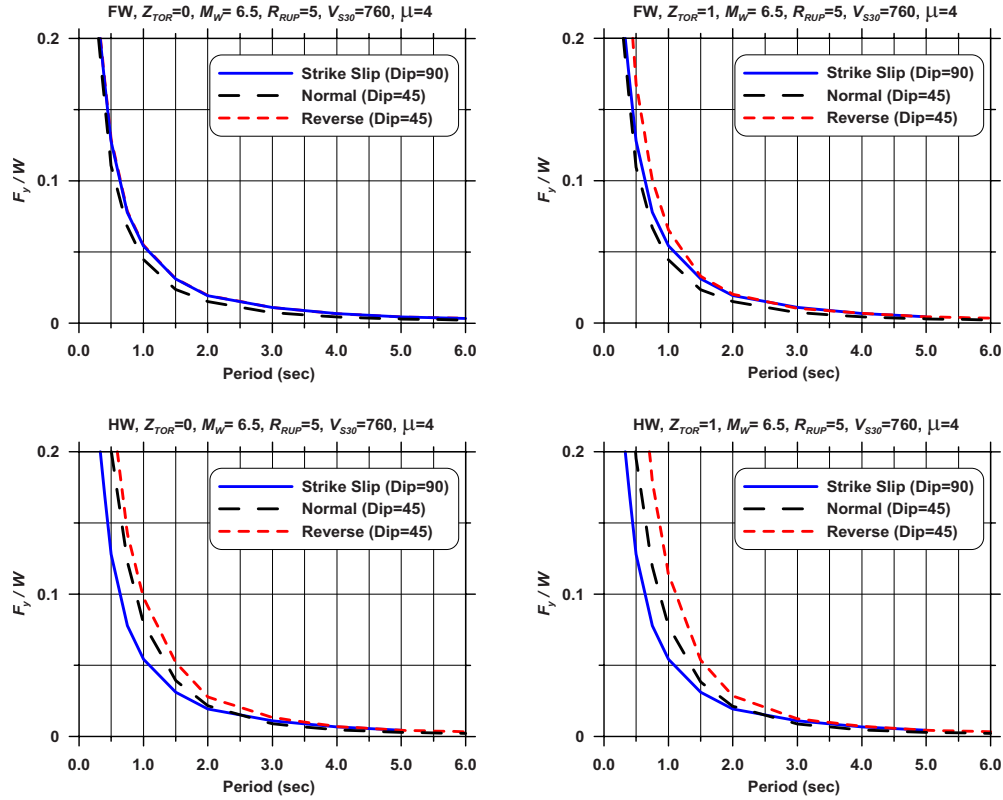 FW, Z_TOR=0, M_W= 6.5, R_RUP=5, V_S30=760, μ=4
0.2
0.1
0
F_y / W
Strike Slip (Dip=90)
Normal (Dip=45)
Reverse (Dip=45)
0.0 1.0 2.0 3.0 4.0 5.0 6.0
Period (sec)
FW, Z_TOR=1, M_W= 6.5, R_RUP=5, V_S30=760, μ=4
0.2
0.1
0
F_y / W
Strike Slip (Dip=90)
Normal (Dip=45)
Reverse (Dip=45)
0.0 1.0 2.0 3.0 4.0 5.0 6.0
Period (sec)
HW, Z_TOR=0, M_W= 6.5, R_RUP=5, V_S30=760, μ=4
0.2
0.1
0
F_y / W
Strike Slip (Dip=90)
Normal (Dip=45)
Reverse (Dip=45)
0.0 1.0 2.0 3.0 4.0 5.0 6.0
Period (sec)
HW, Z_TOR=1, M_W= 6.5, R_RUP=5, V_S30=760, μ=4
0.2
0.1
0
F_y / W
Strike Slip (Dip=90)
Normal (Dip=45)
Reverse (Dip=45)
0.0 1.0 2.0 3.0 4.0 5.0 6.0
Period (sec)